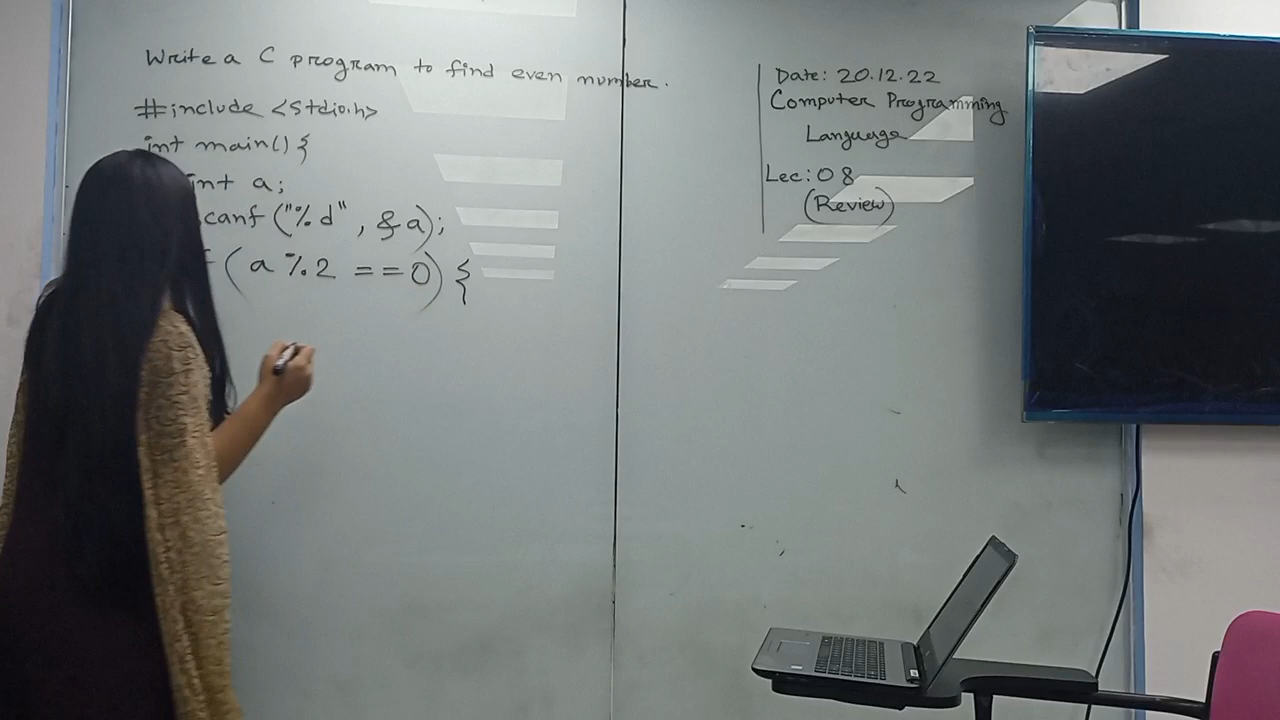 Write a C program to find even number.
#include <stdio.h>
int main() {
int a;
canf ("%d" , &a);
(a %2 ==0) {
Date: 20.12.22
Computer Programming
Language
Lec: 08
(Review)